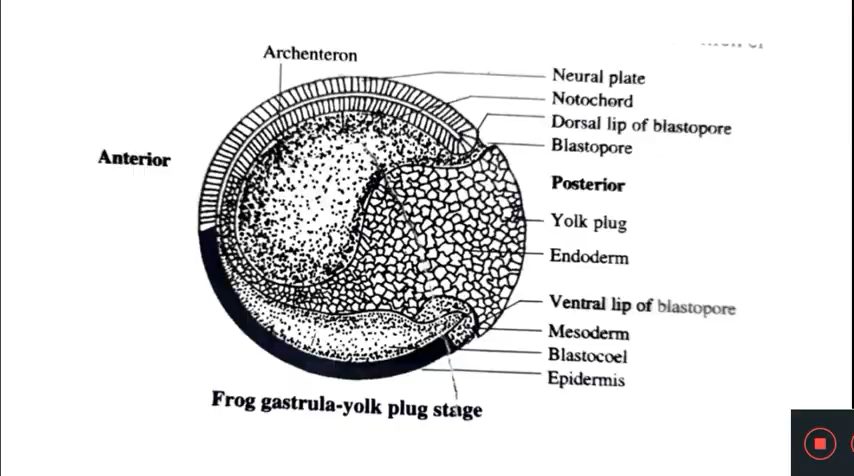 Archenteron
Neural plate
Notochord
Dorsal lip of blastopore
Blastopore
Anterior
Posterior
Yolk plug
Endoderm
Ventral lip of blastopore
Mesoderm
Blastocoel
Epidermis
Frog gastrula-yolk plug stage